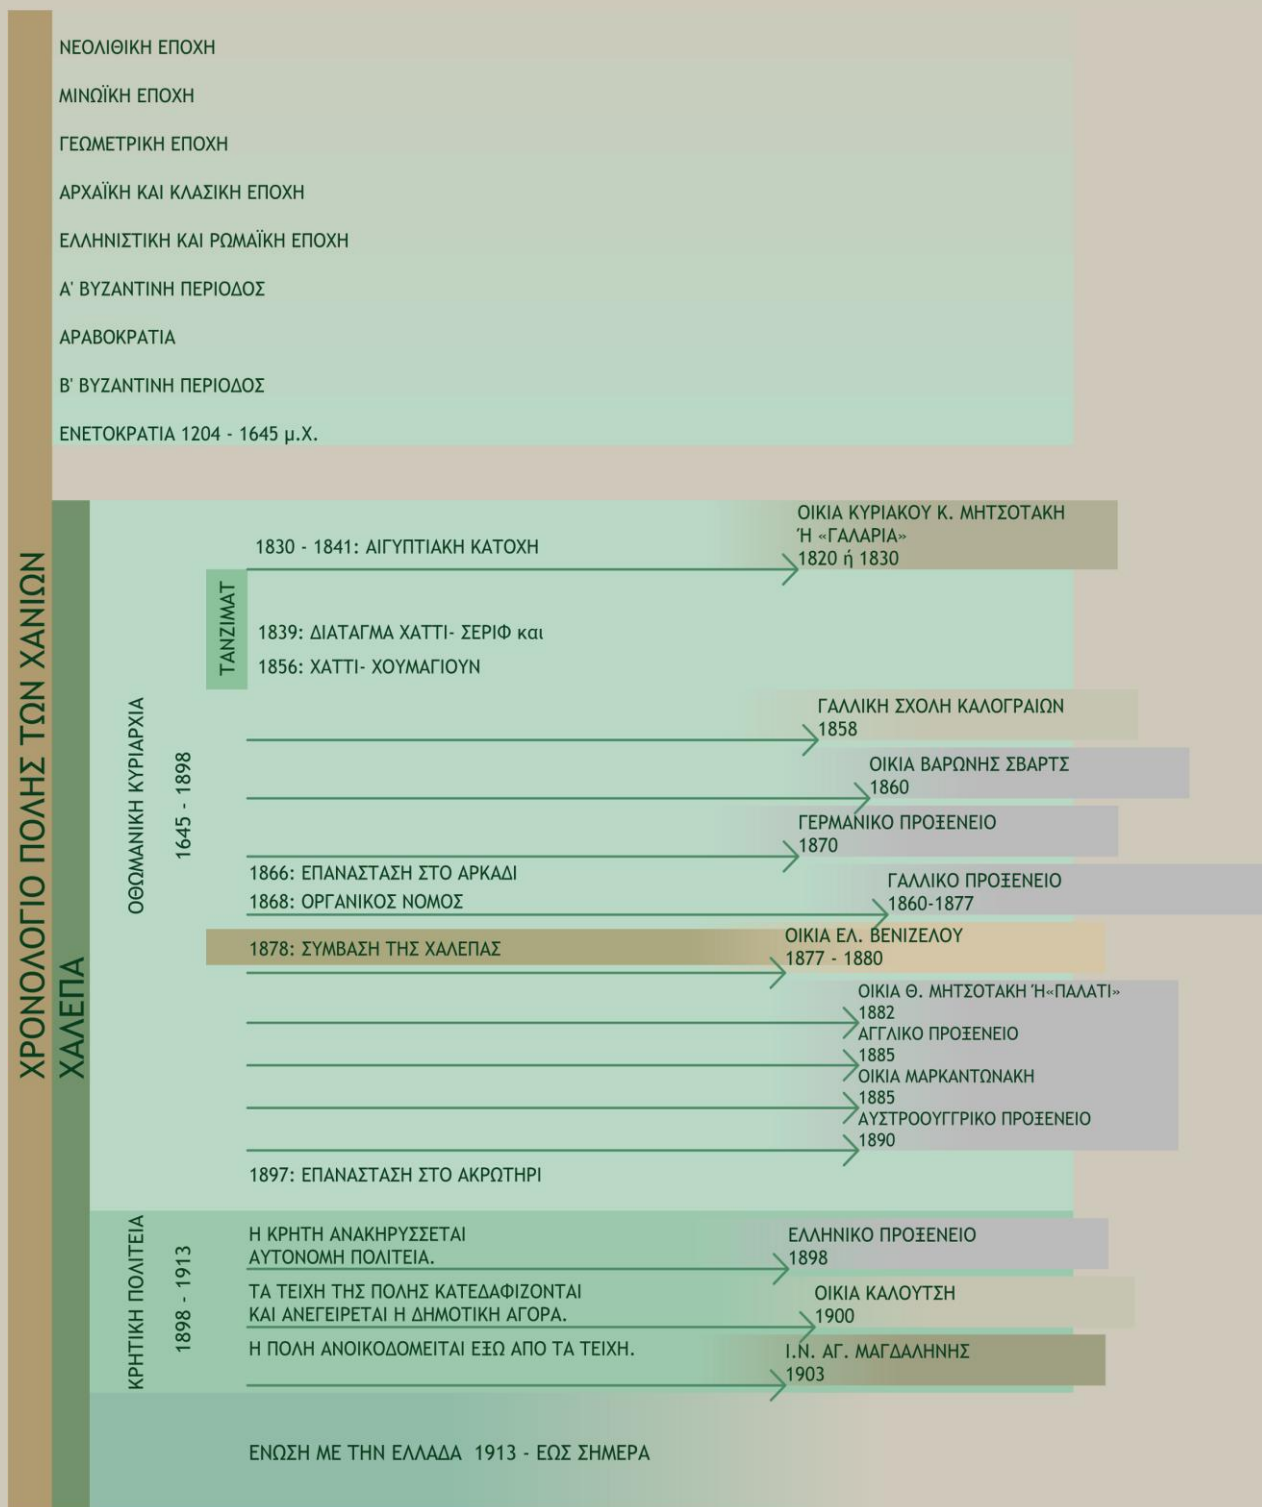 ΧΡΟΝΟΛΟΓΙΟ ΠΟΛΗΣ ΤΩΝ ΧΑΝΙΩΝ
ΝΕΟΛΙΘΙΚΗ ΕΠΟΧΗ
ΜΙΝΩΪΚΗ ΕΠΟΧΗ
ΓΕΩΜΕΤΡΙΚΗ ΕΠΟΧΗ
ΑΡΧΑΪΚΗ ΚΑΙ ΚΛΑΣΙΚΗ ΕΠΟΧΗ
ΕΛΛΗΝΙΣΤΙΚΗ ΚΑΙ ΡΩΜΑΪΚΗ ΕΠΟΧΗ
Α' ΒΥΖΑΝΤΙΝΗ ΠΕΡΙΟΔΟΣ
ΑΡΑΒΟΚΡΑΤΙΑ
Β' ΒΥΖΑΝΤΙΝΗ ΠΕΡΙΟΔΟΣ
ΕΝΕΤΟΚΡΑΤΙΑ 1204 - 1645 μ.Χ.
ΧΑΛΕΠΑ
ΟΘΩΜΑΝΙΚΗ ΚΥΡΙΑΡΧΙΑ
1645 - 1898
1830 - 1841: ΑΙΓΥΠΤΙΑΚΗ ΚΑΤΟΧΗ
ΟΙΚΙΑ ΚΥΡΙΑΚΟΥ Κ. ΜΗΤΣΟΤΑΚΗ
Ή «ΓΑΛΑΡΙΑ»
1820 ή 1830
ΤΑΝΖΙΜΑΤ
1839: ΔΙΑΤΑΓΜΑ ΧΑΤΤΙ- ΣΕΡΙΦ και
1856: ΧΑΤΤΙ- ΧΟΥΜΑΓΙΟΥΝ
ΓΑΛΛΙΚΗ ΣΧΟΛΗ ΚΑΛΟΓΡΑΙΩΝ
1858
ΟΙΚΙΑ ΒΑΡΩΝΗΣ ΣΒΑΡΤΣ
1860
ΓΕΡΜΑΝΙΚΟ ΠΡΟΞΕΝΕΙΟ
1870
1866: ΕΠΑΝΑΣΤΑΣΗ ΣΤΟ ΑΡΚΑΔΙ
1868: ΟΡΓΑΝΙΚΟΣ ΝΟΜΟΣ
ΓΑΛΛΙΚΟ ΠΡΟΞΕΝΕΙΟ
1860-1877
1878: ΣΥΜΒΑΣΗ ΤΗΣ ΧΑΛΕΠΑΣ
ΟΙΚΙΑ ΕΛ. ΒΕΝΙΖΕΛΟΥ
1877 - 1880
ΟΙΚΙΑ Θ. ΜΗΤΣΟΤΑΚΗ Ή«ΠΑΛΑΤΙ»
1882
ΑΓΓΛΙΚΟ ΠΡΟΞΕΝΕΙΟ
1885
ΟΙΚΙΑ ΜΑΡΚΑΝΤΩΝΑΚΗ
1885
ΑΥΣΤΡΟΟΥΓΓΡΙΚΟ ΠΡΟΞΕΝΕΙΟ
1890
1897: ΕΠΑΝΑΣΤΑΣΗ ΣΤΟ ΑΚΡΩΤΗΡΙ
ΚΡΗΤΙΚΗ ΠΟΛΙΤΕΙΑ
1898 - 1913
Η ΚΡΗΤΗ ΑΝΑΚΗΡΥΣΣΕΤΑΙ
ΑΥΤΟΝΟΜΗ ΠΟΛΙΤΕΙΑ.
ΕΛΛΗΝΙΚΟ ΠΡΟΞΕΝΕΙΟ
1898
ΤΑ ΤΕΙΧΗ ΤΗΣ ΠΟΛΗΣ ΚΑΤΕΔΑΦΙΖΟΝΤΑΙ
ΚΑΙ ΑΝΕΓΕΙΡΕΤΑΙ Η ΔΗΜΟΤΙΚΗ ΑΓΟΡΑ.
ΟΙΚΙΑ ΚΑΛΟΥΤΣΗ
1900
Η ΠΟΛΗ ΑΝΟΙΚΟΔΟΜΕΙΤΑΙ ΕΞΩ ΑΠΟ ΤΑ ΤΕΙΧΗ.
Ι.Ν. ΑΓ. ΜΑΓΔΑΛΗΝΗΣ
1903
ΕΝΩΣΗ ΜΕ ΤΗΝ ΕΛΛΑΔΑ 1913 - ΕΩΣ ΣΗΜΕΡΑ